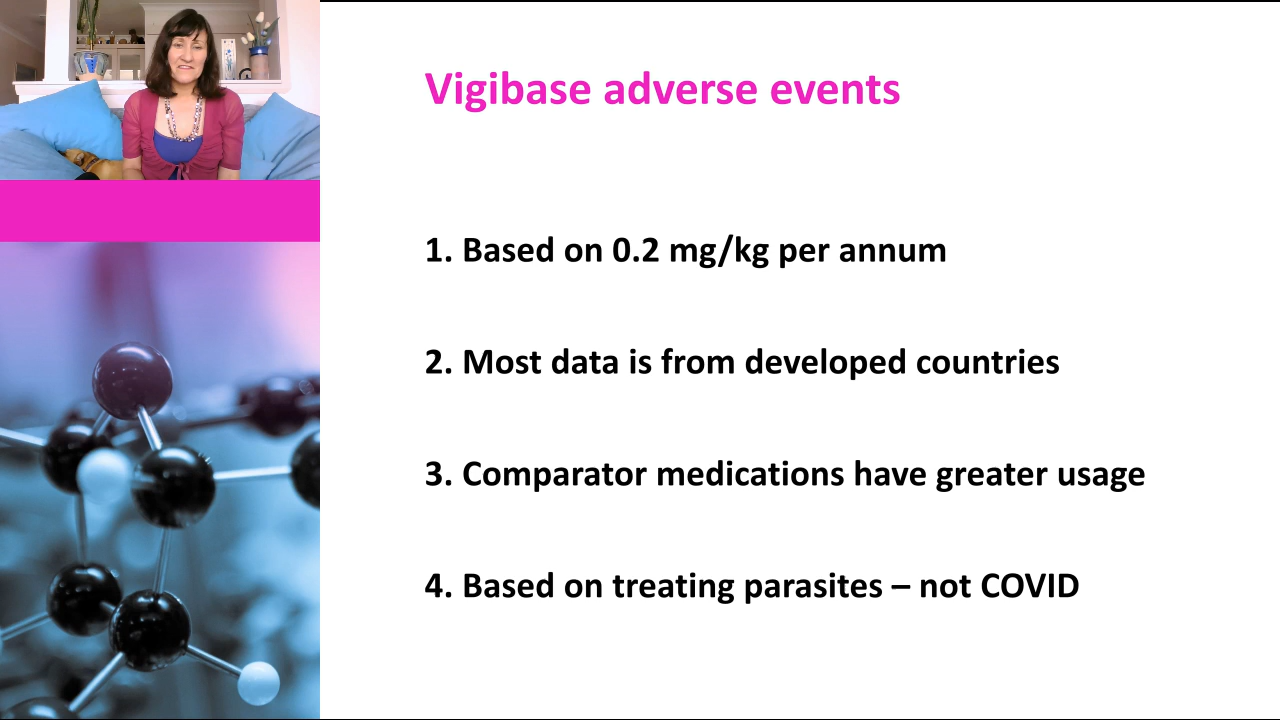 Vigibase adverse events
1. Based on 0.2 mg/kg per annum
2. Most data is from developed countries
3. Comparator medications have greater usage
4. Based on treating parasites – not COVID